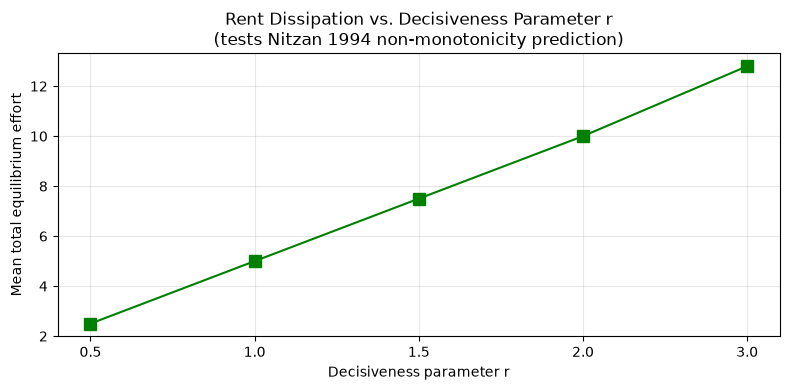 Rent Dissipation vs. Decisiveness Parameter r
(tests Nitzan 1994 non-monotonicity prediction)
Mean total equilibrium effort
12
10
8
6
4
2
0.5
1.0
1.5
2.0
3.0
Decisiveness parameter r